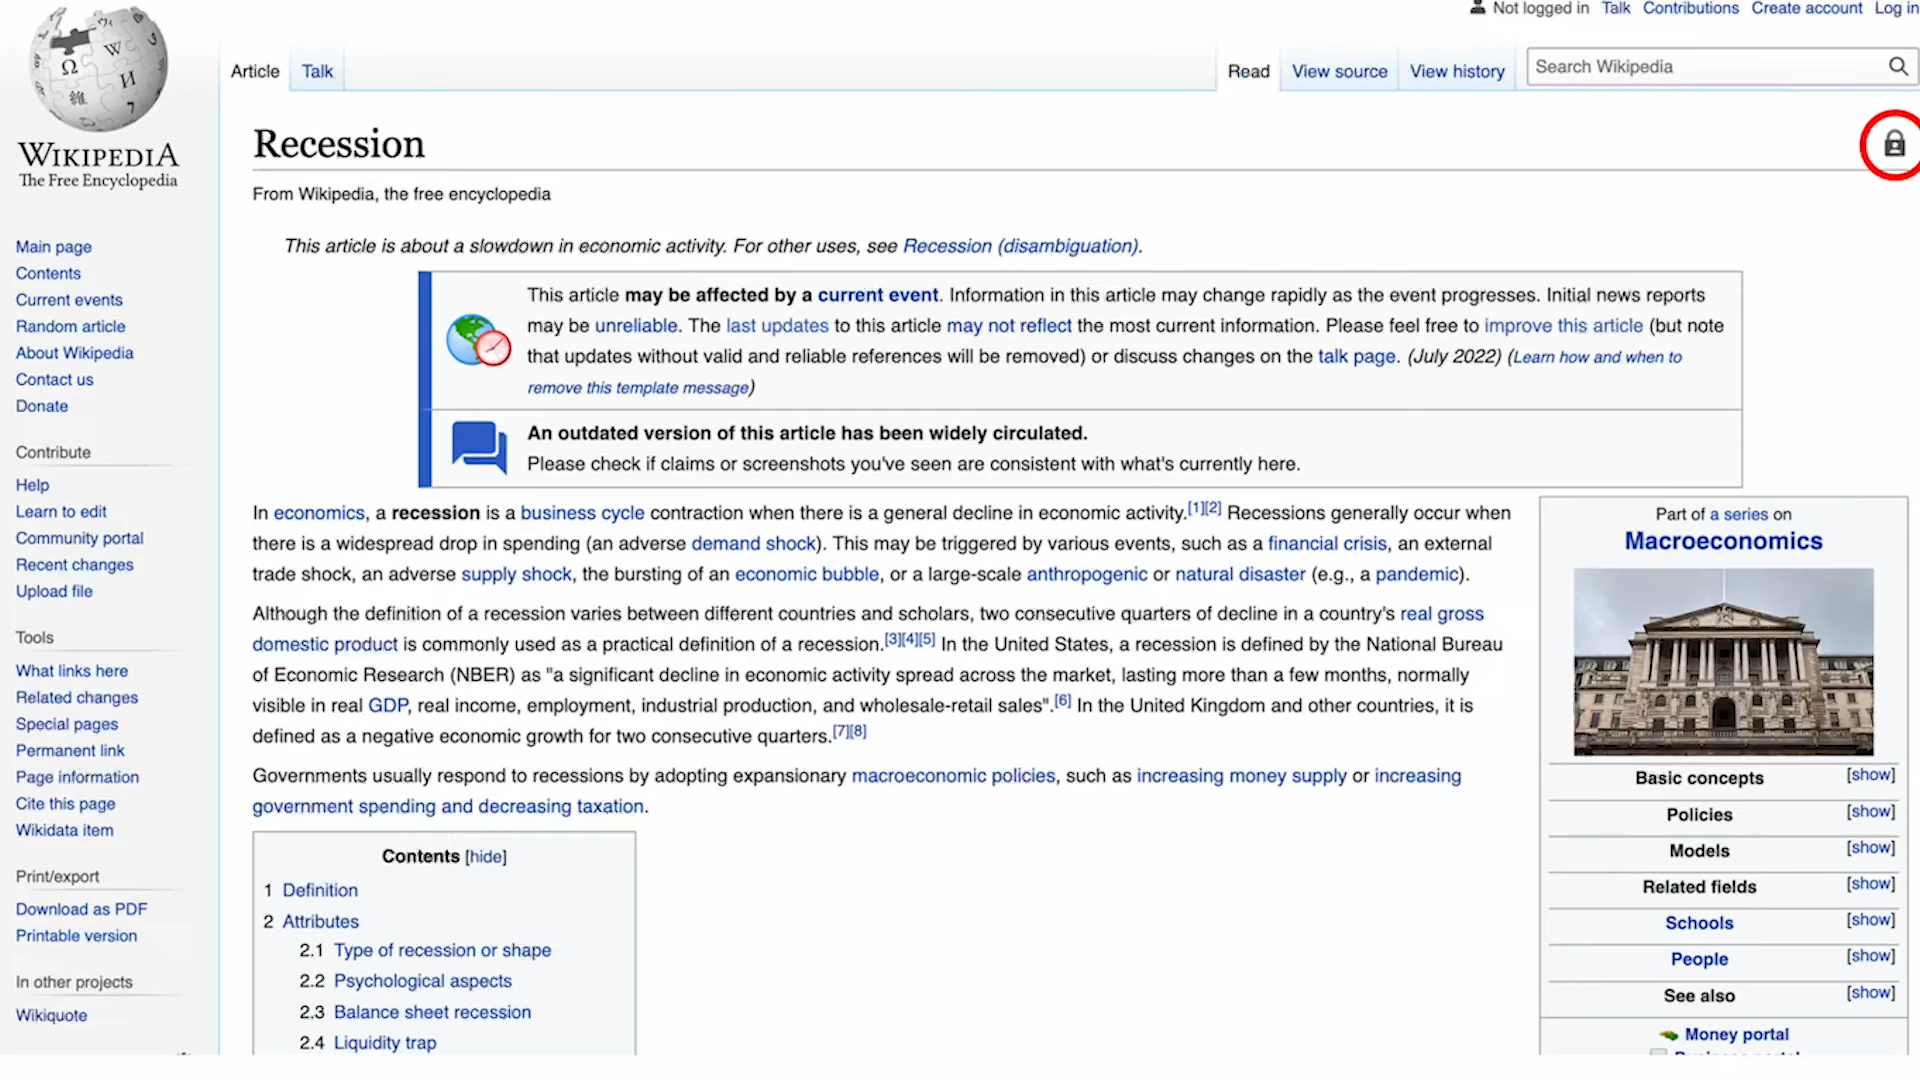 Not logged in Talk Contributions Create account Log in
Article Talk
Read View source View history Search Wikipedia
WIKIPEDIA
The Free Encyclopedia
Main page
Contents
Current events
Random article
About Wikipedia
Contact us
Donate
Contribute
Help
Learn to edit
Community portal
Recent changes
Upload file
Tools
What links here
Related changes
Special pages
Permanent link
Page information
Cite this page
Wikidata item
Print/export
Download as PDF
Printable version
In other projects
Wikiquote
Recession
From Wikipedia, the free encyclopedia
This article is about a slowdown in economic activity. For other uses, see Recession (disambiguation).
This article may be affected by a current event. Information in this article may change rapidly as the event progresses. Initial news reports
may be unreliable. The last updates to this article may not reflect the most current information. Please feel free to improve this article (but note
that updates without valid and reliable references will be removed) or discuss changes on the talk page. (July 2022) (Learn how and when to
remove this template message)
An outdated version of this article has been widely circulated.
Please check if claims or screenshots you've seen are consistent with what's currently here.
In economics, a recession is a business cycle contraction when there is a general decline in economic activity.[1][2] Recessions generally occur when
there is a widespread drop in spending (an adverse demand shock). This may be triggered by various events, such as a financial crisis, an external
trade shock, an adverse supply shock, the bursting of an economic bubble, or a large-scale anthropogenic or natural disaster (e.g., a pandemic).
Although the definition of a recession varies between different countries and scholars, two consecutive quarters of decline in a country's real gross
domestic product is commonly used as a practical definition of a recession.[3][4][5] In the United States, a recession is defined by the National Bureau
of Economic Research (NBER) as "a significant decline in economic activity spread across the market, lasting more than a few months, normally
visible in real GDP, real income, employment, industrial production, and wholesale-retail sales".[6] In the United Kingdom and other countries, it is
defined as a negative economic growth for two consecutive quarters.[7][8]
Governments usually respond to recessions by adopting expansionary macroeconomic policies, such as increasing money supply or increasing
government spending and decreasing taxation.
Contents [hide]
1 Definition
2 Attributes
2.1 Type of recession or shape
2.2 Psychological aspects
2.3 Balance sheet recession
2.4 Liquidity trap
Part of a series on
Macroeconomics
Basic concepts [show]
Policies [show]
Models [show]
Related fields [show]
Schools [show]
People [show]
See also [show]
Money portal